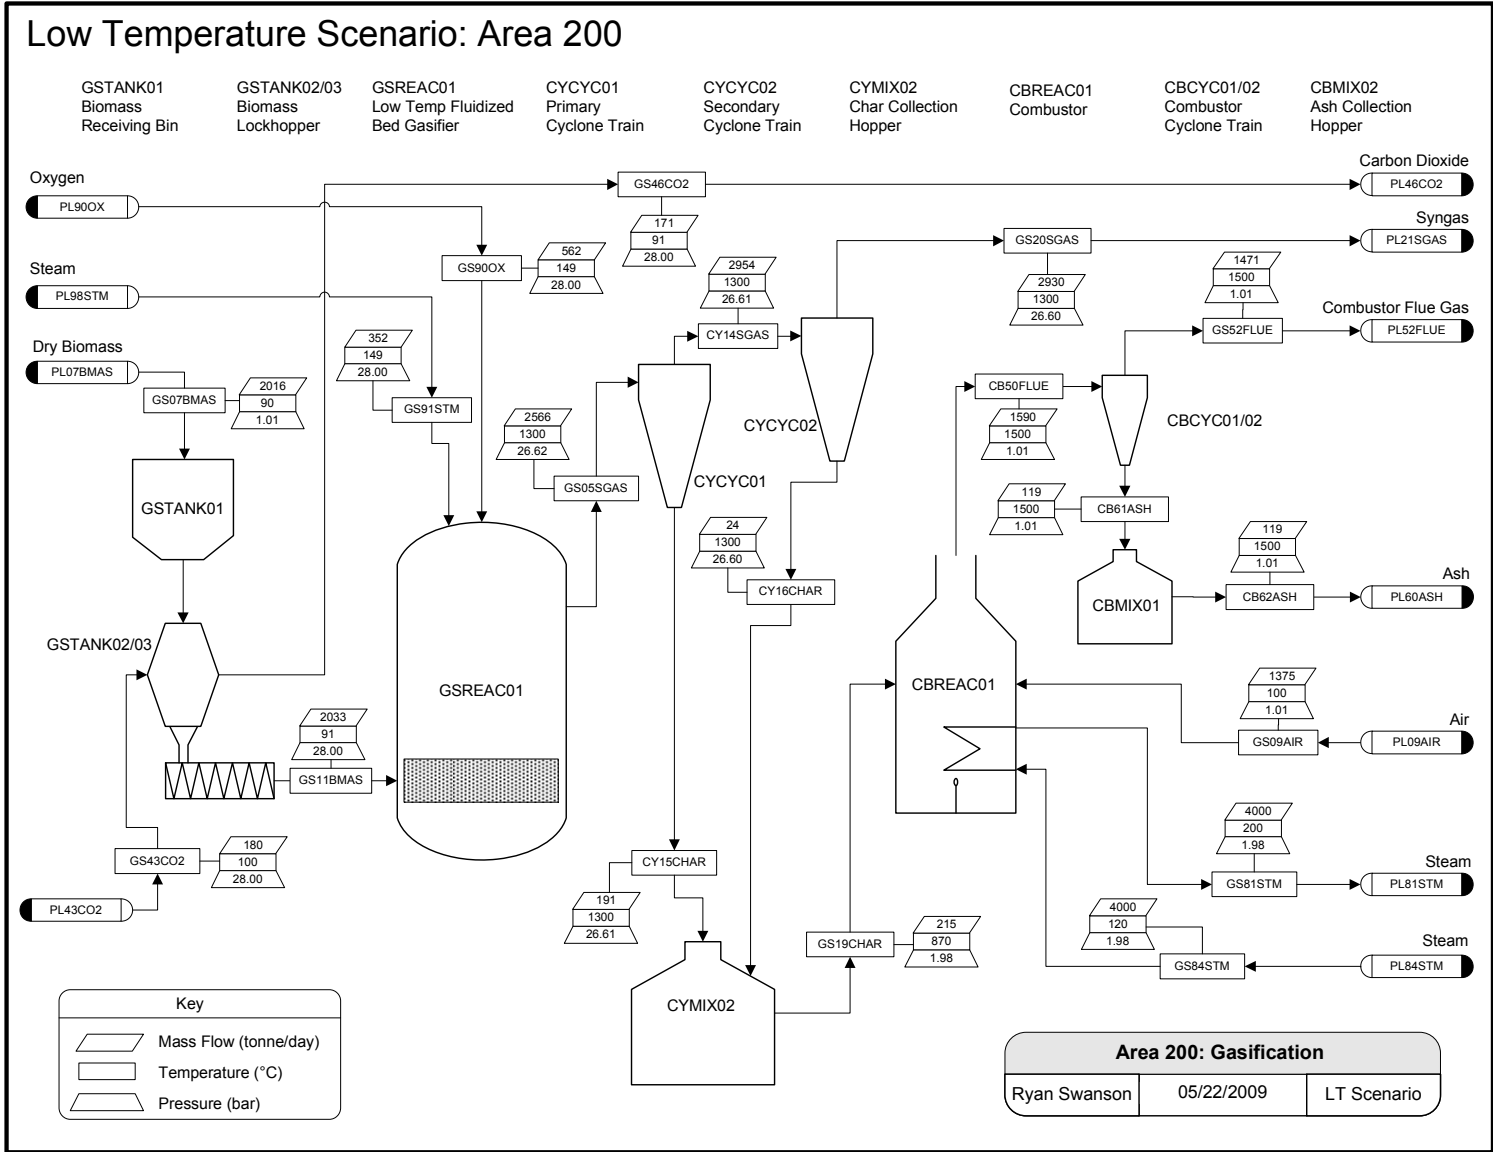 Low Temperature Scenario: Area 200
GSTANK01
Biomass
Receiving Bin
GSTANK02/03
Biomass
Lockhopper
GSREAC01
Low Temp Fluidized
Bed Gasifier
CYCYC01
Primary
Cyclone Train
CYCYC02
Secondary
Cyclone Train
CYMIX02
Char Collection
Hopper
CBREAC01
Combustor
CBCYC01/02
Combustor
Cyclone Train
CBMIX02
Ash Collection
Hopper
Oxygen
PL90OX
Steam
PL98STM
Dry Biomass
PL07BMAS
GS07BMAS
2016
90
1.01
GSTANK01
GSTANK02/03
GS43CO2
180
100
28.00
PL43CO2
2033
91
28.00
GS11BMAS
352
149
28.00
GS91STM
GS90OX
562
149
28.00
GSREAC01
2566
1300
26.62
GS05SGAS
GS46CO2
171
91
28.00
2954
1300
26.61
CY14SGAS
CYCYC01
CYCYC02
24
1300
26.60
CY16CHAR
CY15CHAR
191
1300
26.61
CYMIX02
GS19CHAR
215
870
1.98
GS20SGAS
2930
1300
26.60
CB50FLUE
1590
1500
1.01
CBCYC01/02
1471
1500
1.01
GS52FLUE
119
1500
1.01
CB61ASH
CBMIX01
119
1500
1.01
CB62ASH
CBREAC01
1375
100
1.01
GS09AIR
4000
200
1.98
GS81STM
4000
120
1.98
GS84STM
Carbon Dioxide
PL46CO2
Syngas
PL21SGAS
Combustor Flue Gas
PL52FLUE
Ash
PL60ASH
Air
PL09AIR
Steam
PL81STM
Steam
PL84STM
Key
Mass Flow (tonne/day)
Temperature (°C)
Pressure (bar)
Area 200: Gasification
Ryan Swanson
05/22/2009
LT Scenario